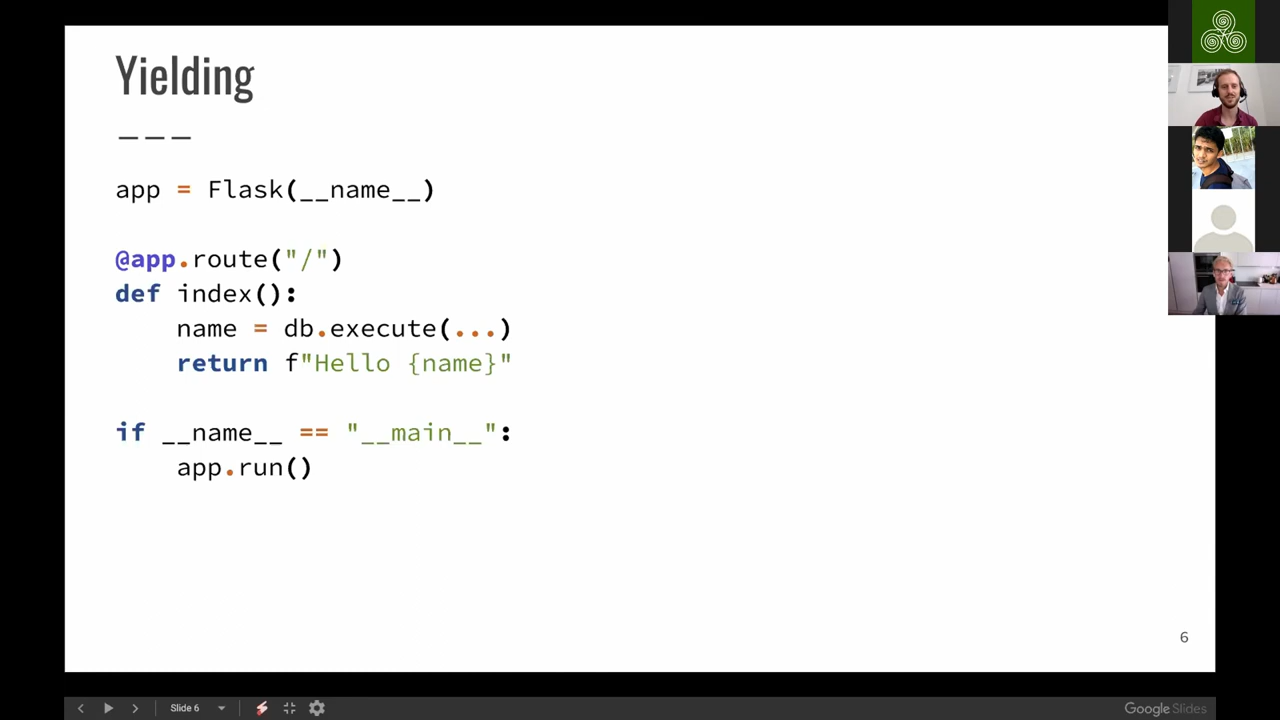 Yielding
---
app = Flask(__name__)
@app.route("/")
def index():
    name = db.execute(...)
    return f"Hello {name}"
if __name__ == "__main__":
    app.run()
6
Slide 6
Google Slides